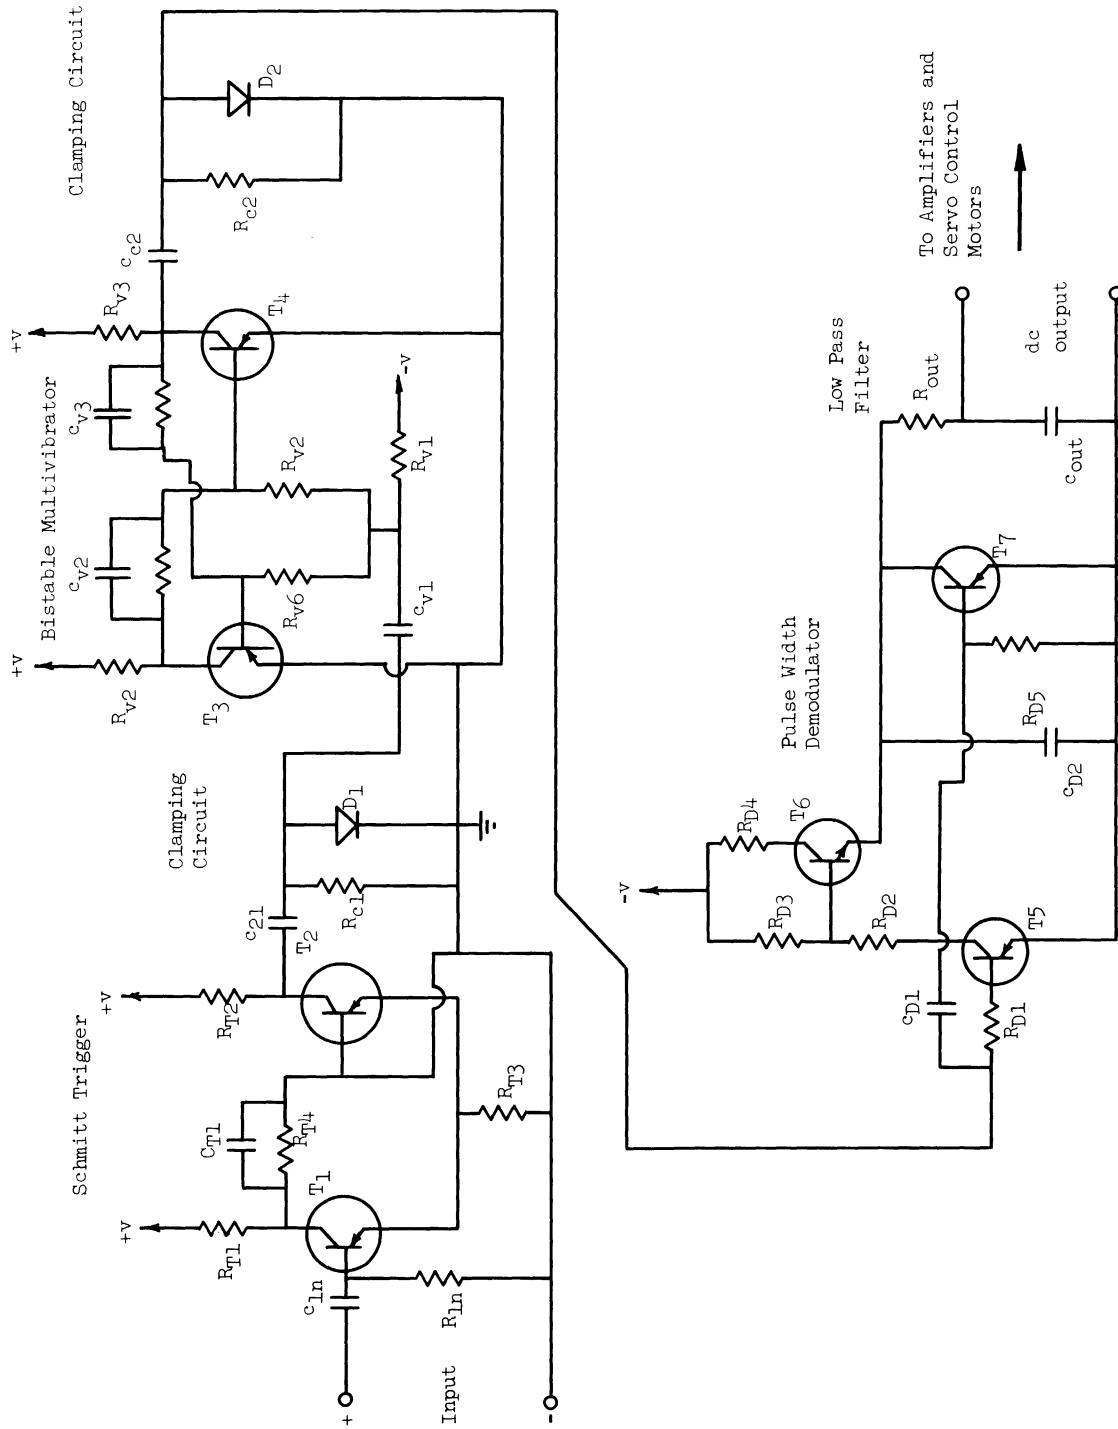 Schmitt Trigger
Clamping
Circuit
Bistable Multivibrator
Clamping Circuit
+v
+v
+v
+v
R_T1
R_T2
R_v2
R_v3
C_T1
R_T4
T_1
T_2
c_21
R_c1
D_1
T_3
c_v2
c_v3
R_v6
R_v2
T_4
c_c2
R_c2
D_2
c_v1
R_v1
-v
+
c_in
R_in
Input
-
R_T3
-v
Pulse Width
Demodulator
Low Pass
Filter
To Amplifiers and
Servo Control
Motors
R_D3
R_D4
T_6
R_D2
c_D1
R_D1
T_5
R_D5
c_D2
T_7
R_out
c_out
dc
output